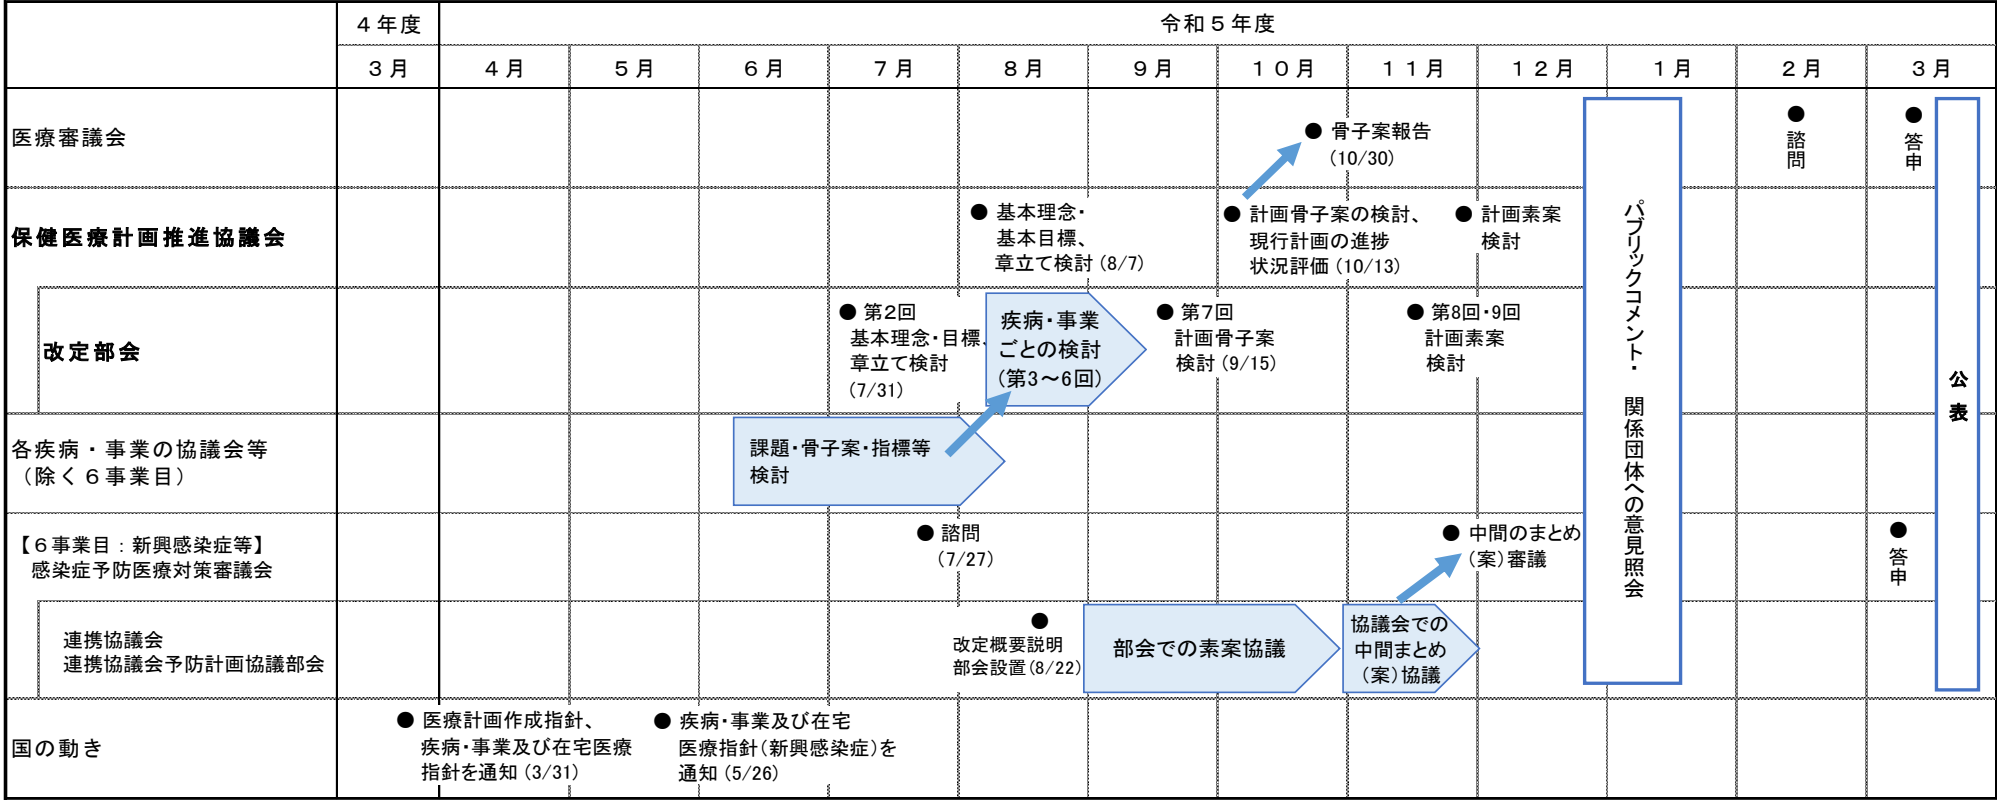 ４年度
令和５年度
３月
４月
５月
６月
７月
８月
９月
１０月
１１月
１２月
１月
２月
３月
医療審議会
● 骨子案報告
(10/30)
●
諮問
●
答申
保健医療計画推進協議会
● 基本理念・
基本目標、
章立て検討(8/7)
● 計画骨子案の検討、
現行計画の進捗
状況評価(10/13)
● 計画素案
検討
改定部会
● 第2回
基本理念・目標、
章立て検討
(7/31)
疾病・事業
ごとの検討
(第3～6回)
● 第7回
計画骨子案
検討(9/15)
● 第8回・9回
計画素案
検討
各疾病・事業の協議会等
（除く６事業目）
課題・骨子案・指標等
検討
【６事業目：新興感染症等】
感染症予防医療対策審議会
● 諮問
(7/27)
● 中間のまとめ
（案）審議
●
答申
連携協議会
連携協議会予防計画協議部会
●
改定概要説明
部会設置(8/22)
部会での素案協議
協議会での
中間まとめ
（案）協議
パブリックコメント・関係団体への意見照会
公表
国の動き
● 医療計画作成指針、
疾病・事業及び在宅医療
指針を通知(3/31)
● 疾病・事業及び在宅
医療指針（新興感染症）を
通知(5/26)